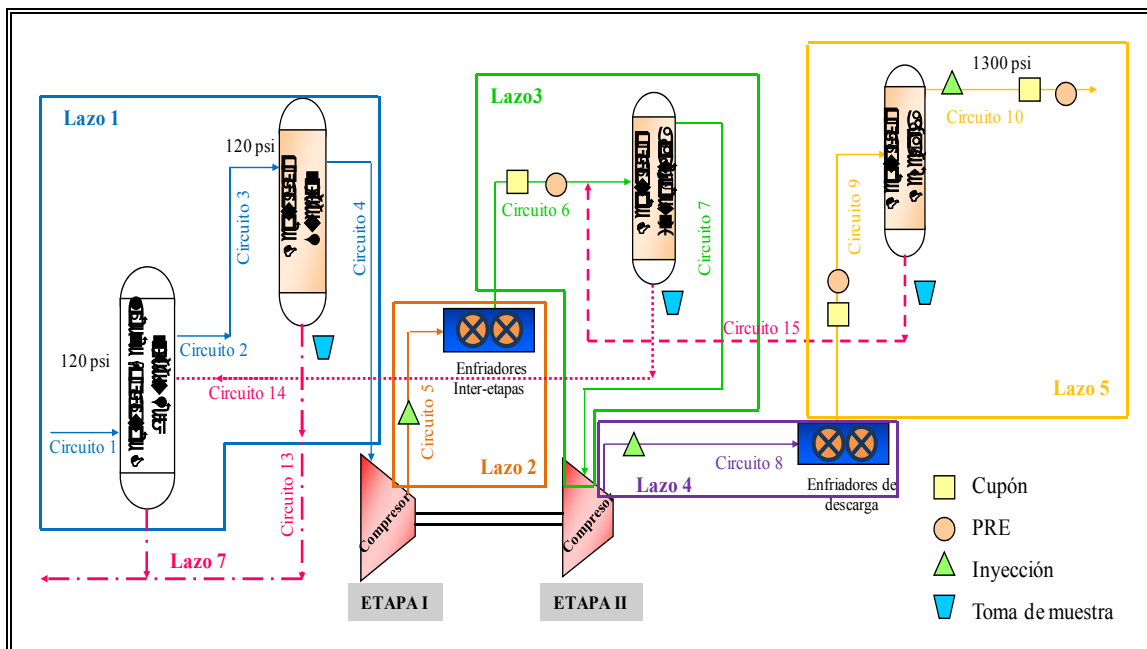 1300 psi
Lazo 1
Lazo3
Circuito 10
120 psi
Circuito 3
Circuito 4
Circuito 6
Circuito 7
Circuito 9
Circuito 2
120 psi
Circuito 15
Circuito 14
Enfriadores
Inter-etapas
Lazo 5
Circuito 5
Circuito 1
Circuito 13
Lazo 2
Circuito 8
Lazo 4
Enfriadores de
descarga
Compresor
Compresor
Lazo 7
ETAPA I
ETAPA II
Cupón
PRE
Inyección
Toma de muestra